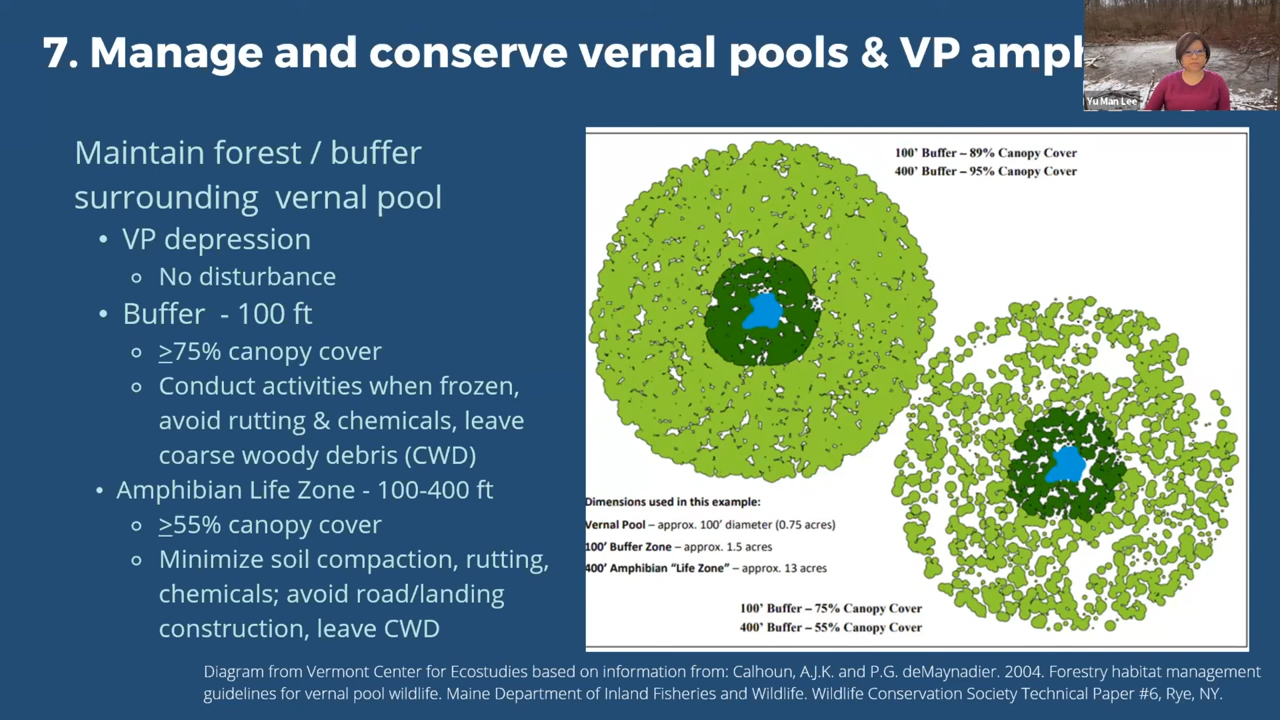 7. Manage and conserve vernal pools & VP amph
Yu Man Lee
Maintain forest / buffer
surrounding vernal pool
• VP depression
○ No disturbance
• Buffer - 100 ft
○ ≥75% canopy cover
○ Conduct activities when frozen,
avoid rutting & chemicals, leave
coarse woody debris (CWD)
• Amphibian Life Zone - 100-400 ft
○ ≥55% canopy cover
○ Minimize soil compaction, rutting,
chemicals; avoid road/landing
construction, leave CWD
100' Buffer – 89% Canopy Cover
400' Buffer – 95% Canopy Cover
Dimensions used in this example:
Vernal Pool – approx. 100' diameter (0.75 acres)
100' Buffer Zone – approx. 1.5 acres
400' Amphibian "Life Zone" – approx. 13 acres
100' Buffer – 75% Canopy Cover
400' Buffer – 55% Canopy Cover
Diagram from Vermont Center for Ecostudies based on information from: Calhoun, A.J.K. and P.G. deMaynadier. 2004. Forestry habitat management
guidelines for vernal pool wildlife. Maine Department of Inland Fisheries and Wildlife. Wildlife Conservation Society Technical Paper #6, Rye, NY.